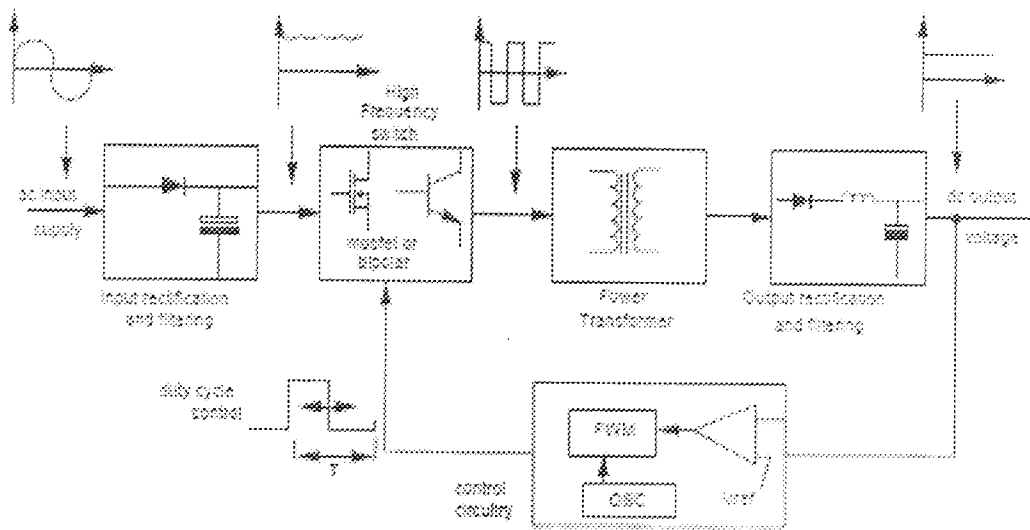 High
Frequency
switch
ac input
supply
mosfet or
bipolar
dc output
voltage
Input rectification
and filtering
Power
Transformer
Output rectification
and filtering
duty cycle
control
T
PWM
OSC
Vref
control
circuitry